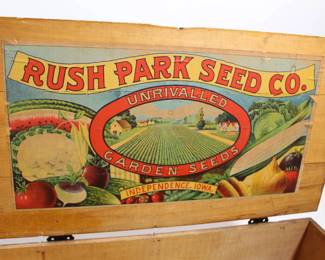 RUSH PARK SEED CO.
UNRIVALLED
GARDEN SEEDS
INDEPENDENCE, IOWA.